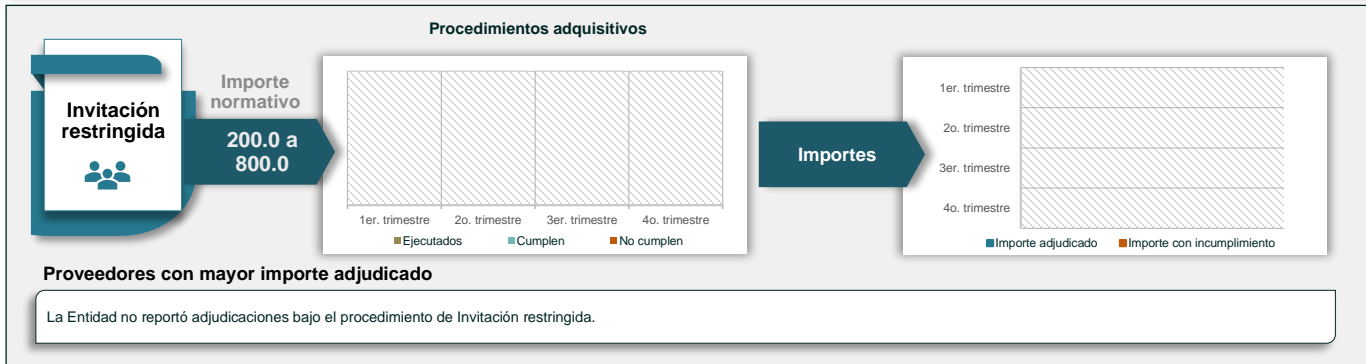 Procedimientos adquisitivos
Invitación
restringida
Importe
normativo
200.0 a
800.0
1er. trimestre
2o. trimestre
3er. trimestre
4o. trimestre
Ejecutados
Cumplen
No cumplen
Importes
1er. trimestre
2o. trimestre
3er. trimestre
4o. trimestre
Importe adjudicado
Importe con incumplimiento
Proveedores con mayor importe adjudicado
La Entidad no reportó adjudicaciones bajo el procedimiento de Invitación restringida.